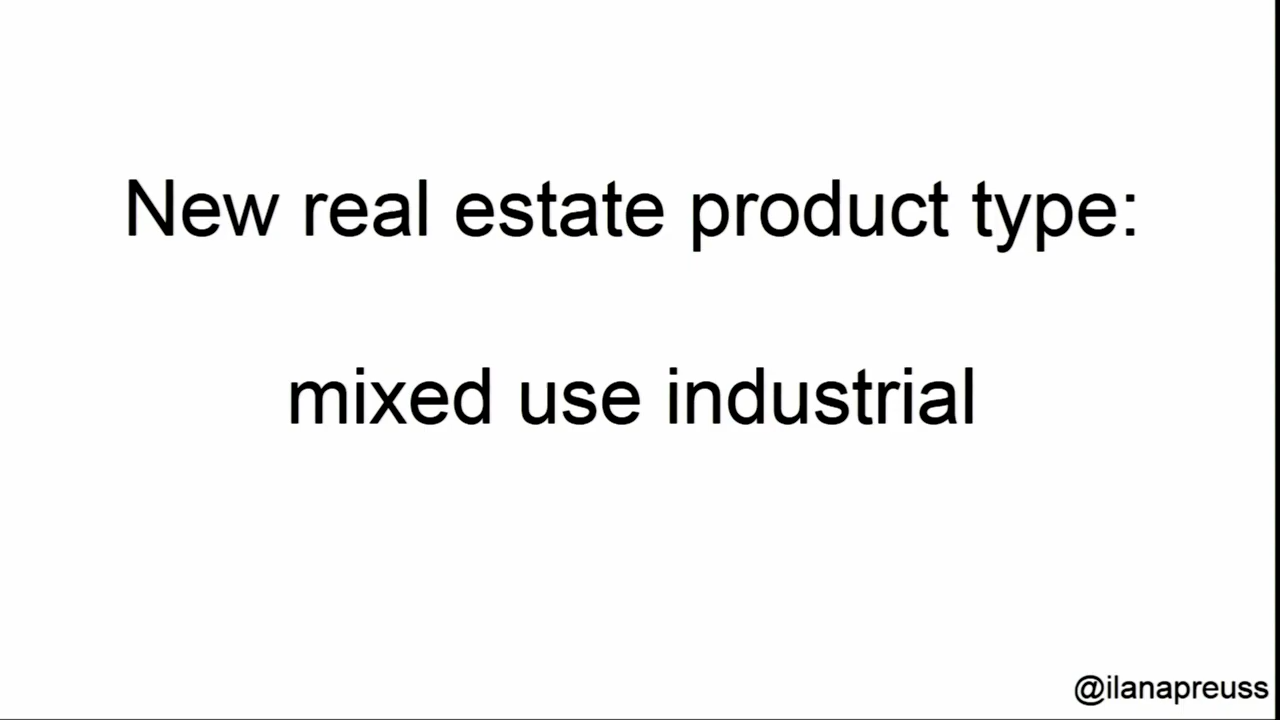 New real estate product type:
mixed use industrial
@ilanapreuss